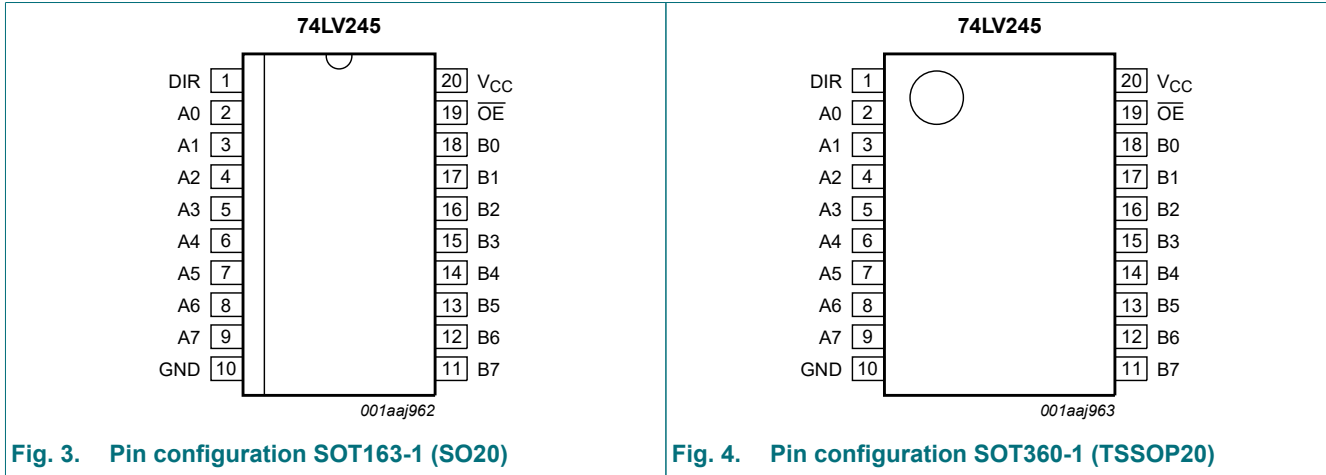 74LV245
DIR 1 20 VCC
A0 2 19 O̅E̅
A1 3 18 B0
A2 4 17 B1
A3 5 16 B2
A4 6 15 B3
A5 7 14 B4
A6 8 13 B5
A7 9 12 B6
GND 10 11 B7
001aaj962
Fig. 3. Pin configuration SOT163-1 (SO20)
74LV245
DIR 1 20 VCC
A0 2 19 O̅E̅
A1 3 18 B0
A2 4 17 B1
A3 5 16 B2
A4 6 15 B3
A5 7 14 B4
A6 8 13 B5
A7 9 12 B6
GND 10 11 B7
001aaj963
Fig. 4. Pin configuration SOT360-1 (TSSOP20)